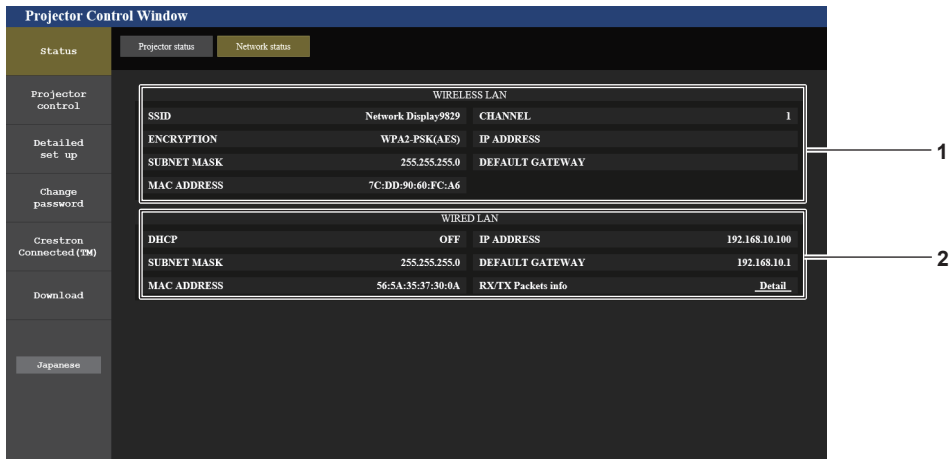 Projector Control Window
Status
Projector status
Network status
Projector
control
Detailed
set up
Change
password
Crestron
Connected(TM)
Download
Japanese
WIRELESS LAN
SSID Network Display9829 CHANNEL 1
ENCRYPTION WPA2-PSK(AES) IP ADDRESS
SUBNET MASK 255.255.255.0 DEFAULT GATEWAY
MAC ADDRESS 7C:DD:90:60:FC:A6
1
WIRED LAN
DHCP OFF IP ADDRESS 192.168.10.100
SUBNET MASK 255.255.255.0 DEFAULT GATEWAY 192.168.10.1
MAC ADDRESS 56:5A:35:37:30:0A RX/TX Packets info Detail
2